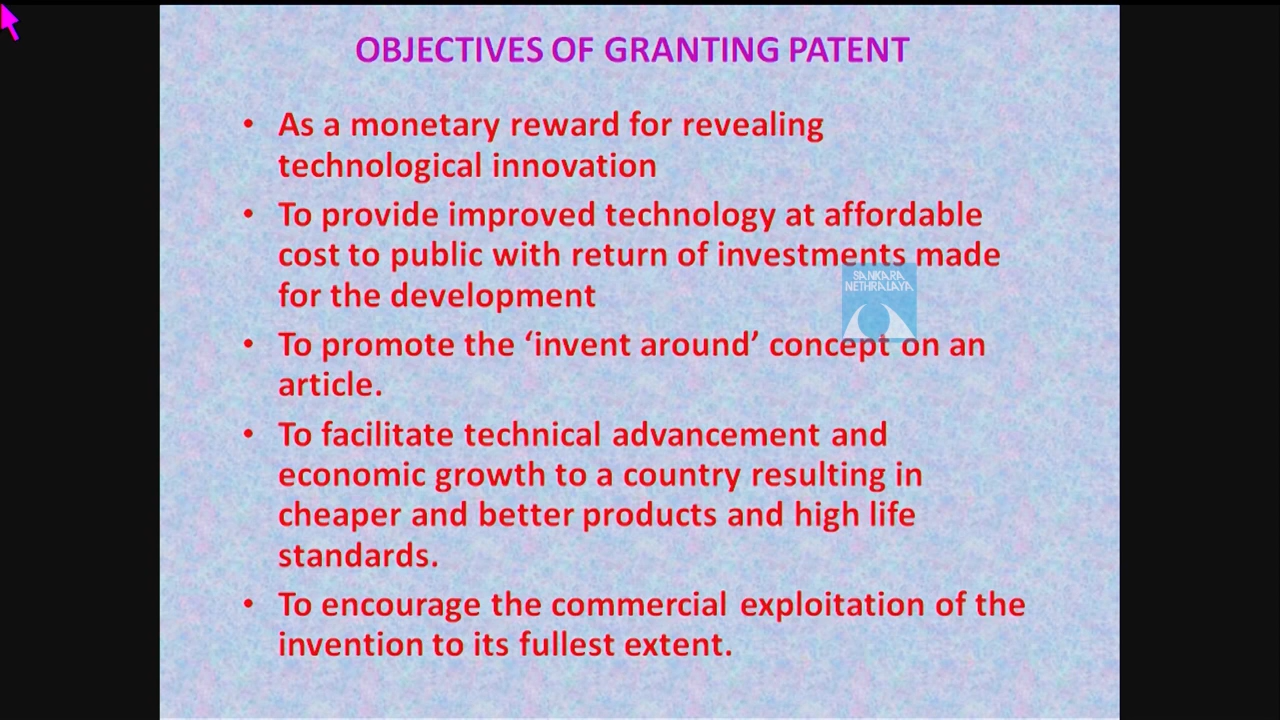 OBJECTIVES OF GRANTING PATENT
• As a monetary reward for revealing
technological innovation
• To provide improved technology at affordable
cost to public with return of investments made
for the development
SANKARA
NETHRALAYA
• To promote the ‘invent around’ concept on an
article.
• To facilitate technical advancement and
economic growth to a country resulting in
cheaper and better products and high life
standards.
• To encourage the commercial exploitation of the
invention to its fullest extent.